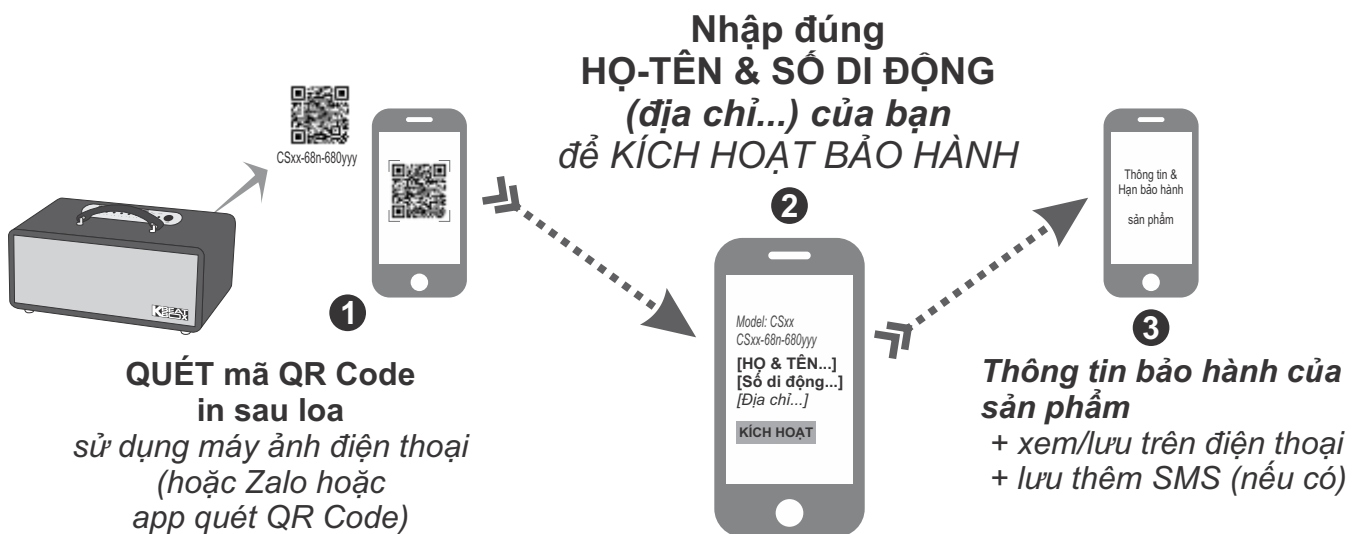 CSxx-68n-680yyy
KBEATBOX
1
QUÉT mã QR Code
in sau loa
sử dụng máy ảnh điện thoại
(hoặc Zalo hoặc
app quét QR Code)
Nhập đúng
HỌ-TÊN & SỐ DI ĐỘNG
(địa chỉ...) của bạn
để KÍCH HOẠT BẢO HÀNH
2
Model: CSxx
CSxx-68n-680yyy
[HỌ & TÊN...]
[Số di động...]
[Địa chỉ...]
KÍCH HOẠT
Thông tin &
Hạn bảo hành
sản phẩm
3
Thông tin bảo hành của
sản phẩm
+ xem/lưu trên điện thoại
+ lưu thêm SMS (nếu có)